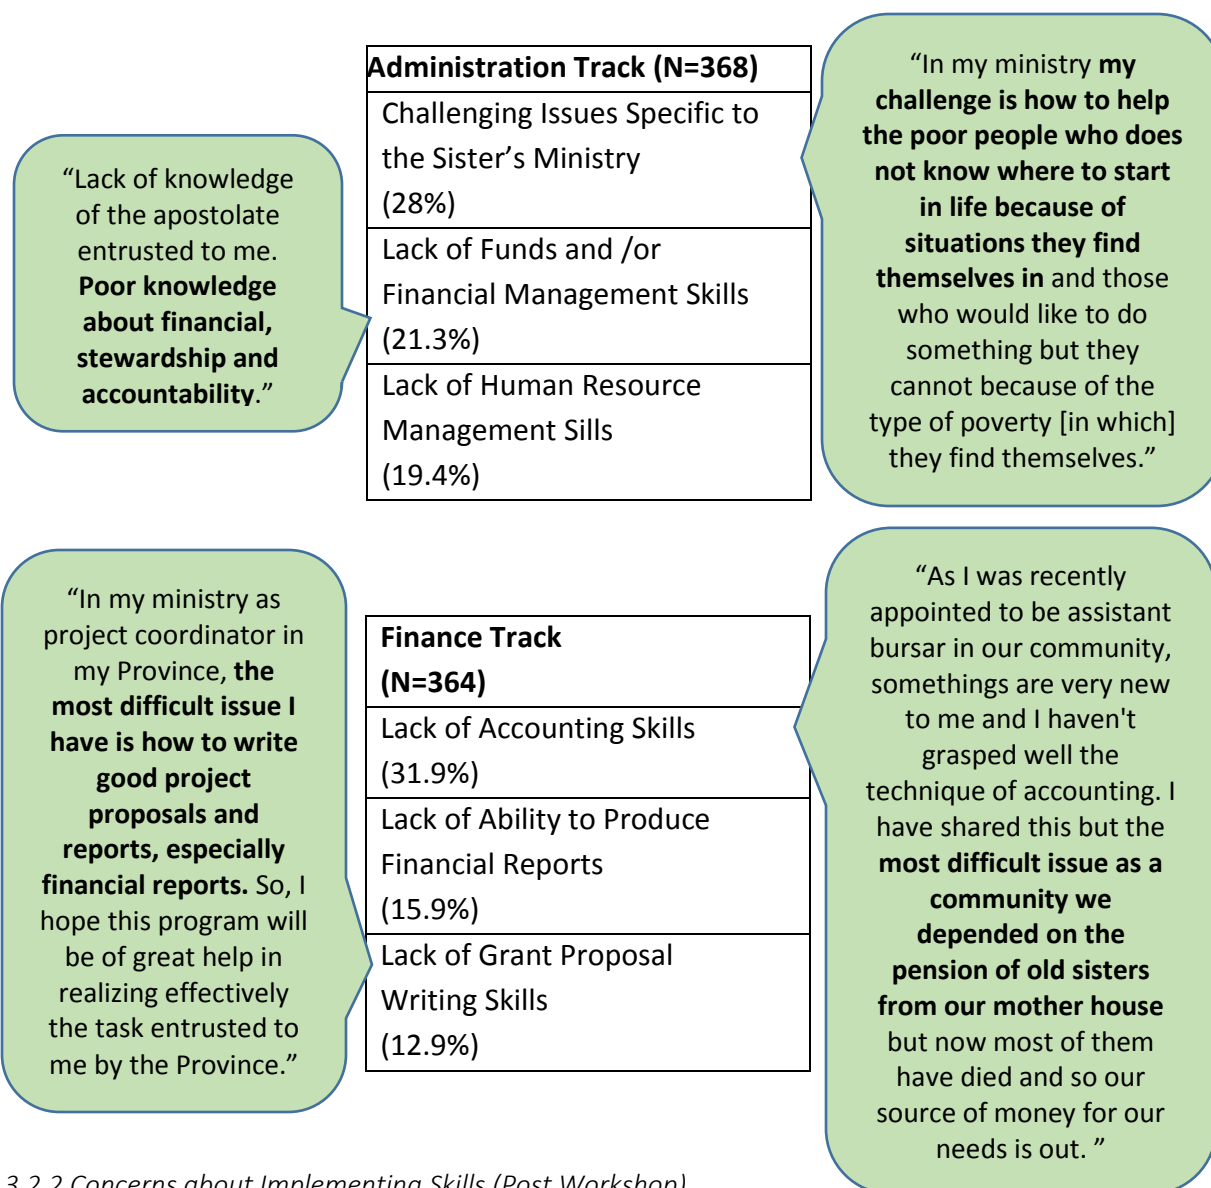 Administration Track (N=368)
Challenging Issues Specific to
the Sister’s Ministry
(28%)
Lack of Funds and /or
Financial Management Skills
(21.3%)
Lack of Human Resource
Management Sills
(19.4%)
“Lack of knowledge
of the apostolate
entrusted to me.
Poor knowledge
about financial,
stewardship and
accountability.”
“In my ministry my
challenge is how to help
the poor people who does
not know where to start
in life because of
situations they find
themselves in and those
who would like to do
something but they
cannot because of the
type of poverty [in which]
they find themselves.”
“In my ministry as
project coordinator in
my Province, the
most difficult issue I
have is how to write
good project
proposals and
reports, especially
financial reports. So, I
hope this program will
be of great help in
realizing effectively
the task entrusted to
me by the Province.”
Finance Track
(N=364)
Lack of Accounting Skills
(31.9%)
Lack of Ability to Produce
Financial Reports
(15.9%)
Lack of Grant Proposal
Writing Skills
(12.9%)
“As I was recently
appointed to be assistant
bursar in our community,
somethings are very new
to me and I haven't
grasped well the
technique of accounting. I
have shared this but the
most difficult issue as a
community we
depended on the
pension of old sisters
from our mother house
but now most of them
have died and so our
source of money for our
needs is out. ”
3.2.2 Concerns about Implementing Skills (Post Workshop)